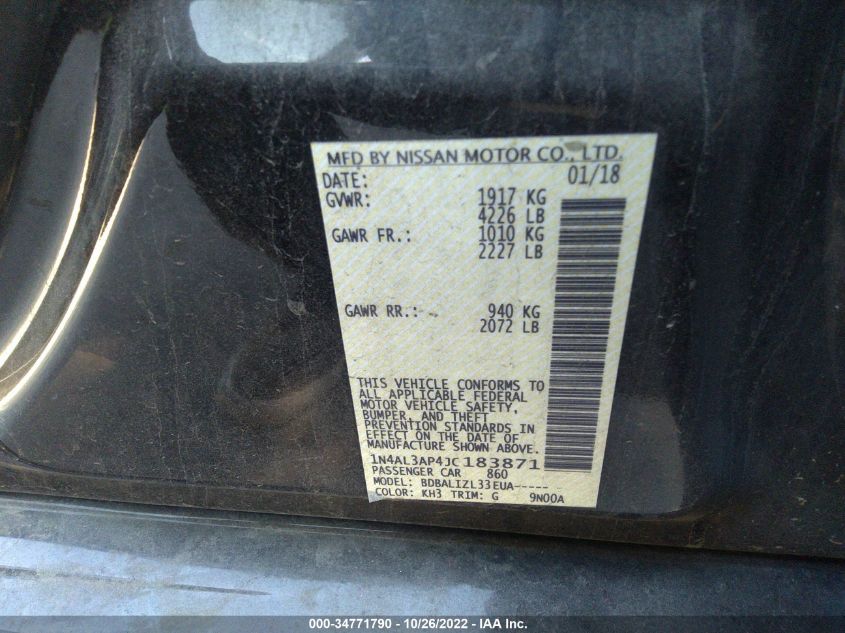 MFD BY NISSAN MOTOR CO., LTD.
DATE: 01/18
GVWR: 1917 KG
4226 LB
GAWR FR.: 1010 KG
2227 LB
GAWR RR.: 940 KG
2072 LB
THIS VEHICLE CONFORMS TO
ALL APPLICABLE FEDERAL
MOTOR VEHICLE SAFETY,
BUMPER, AND THEFT
PREVENTION STANDARDS IN
EFFECT ON THE DATE OF
MANUFACTURE SHOWN ABOVE.
1N4AL3AP4JC183871
PASSENGER CAR 860
MODEL: BDBALIZL33EUA-----
COLOR: KH3 TRIM: G 9N00A
000-34771790 - 10/26/2022 - IAAI.com